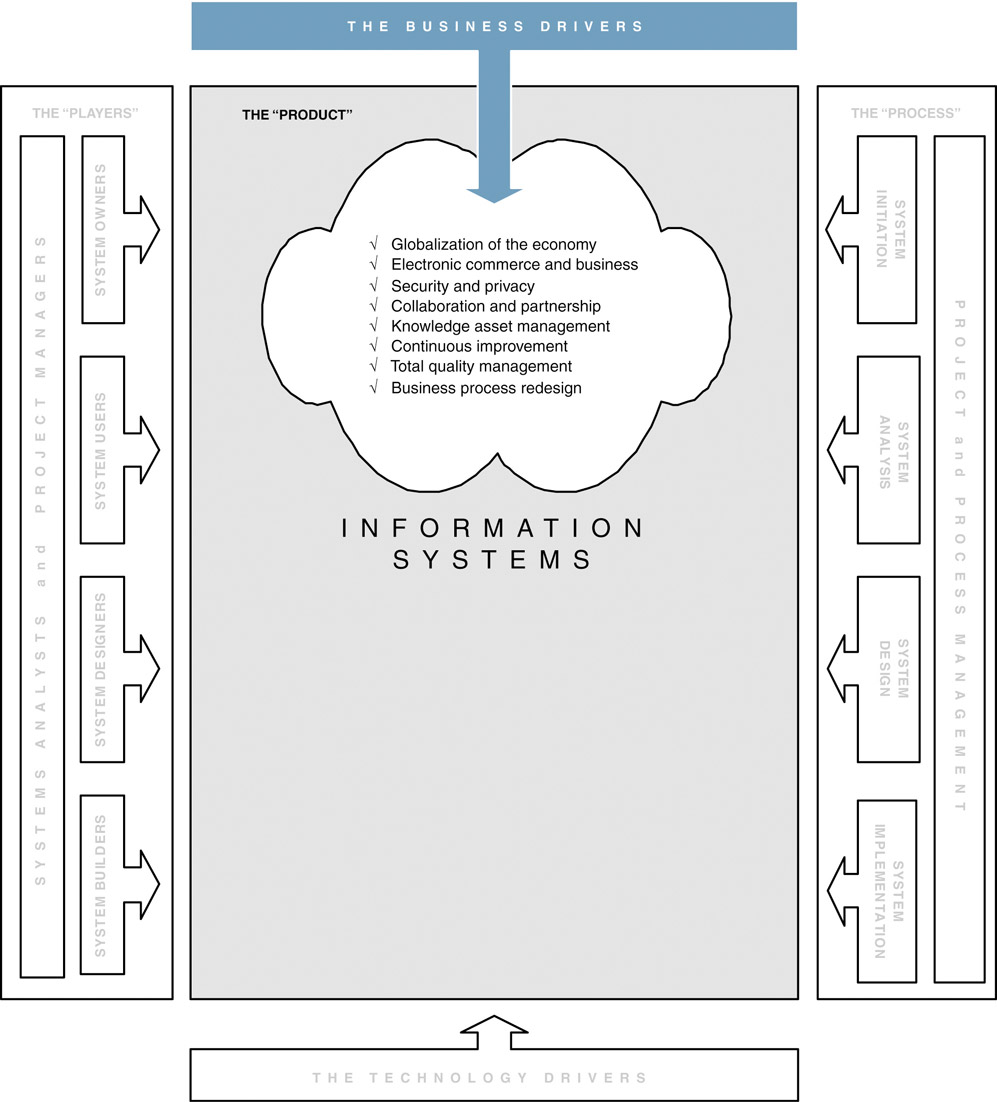 THE BUSINESS DRIVERS
THE “PLAYERS”
SYSTEMS ANALYSTS and PROJECT MANAGERS
SYSTEM OWNERS
SYSTEM USERS
SYSTEM DESIGNERS
SYSTEM BUILDERS
THE “PRODUCT”
√ Globalization of the economy
√ Electronic commerce and business
√ Security and privacy
√ Collaboration and partnership
√ Knowledge asset management
√ Continuous improvement
√ Total quality management
√ Business process redesign
INFORMATION
SYSTEMS
THE “PROCESS”
SYSTEM
INITIATION
SYSTEM
ANALYSIS
SYSTEM
DESIGN
SYSTEM
IMPLEMENTATION
PROJECT and PROCESS MANAGEMENT
THE TECHNOLOGY DRIVERS